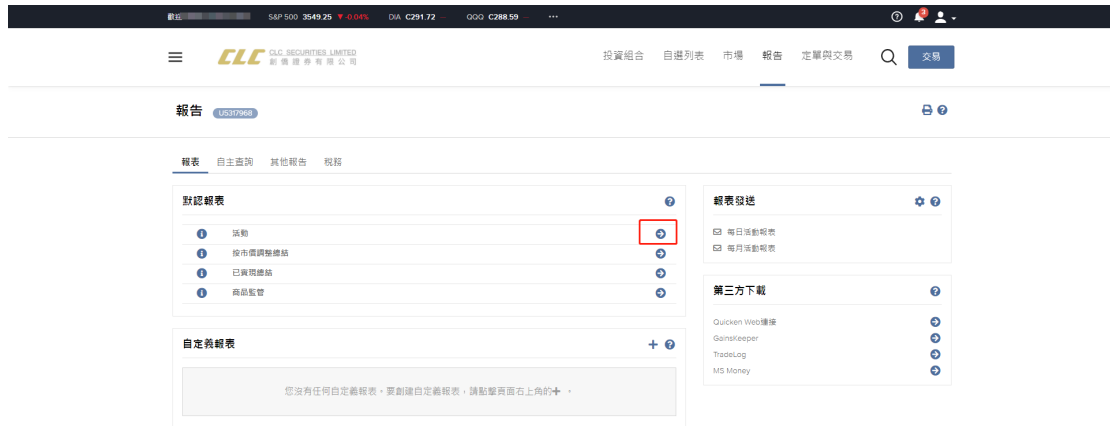 歡迎 S&P 500 3549.25 ▼ -0.04% DIA C291.72 -- QQQ C288.59 -- ···
3
CLC CLC SECURITIES LIMITED
創僑證券有限公司
投資組合 自選列表 市場 報告 定單與交易 交易
報告 U5317968
報表 自主查詢 其他報告 稅務
默認報表
活動
按市價調整總結
已實現總結
商品監管
自定義報表
您沒有任何自定義報表。要創建自定義報表，請點擊頁面右上角的+ 。
報表發送
每日活動報表
每月活動報表
第三方下載
Quicken Web連接
GainsKeeper
TradeLog
MS Money